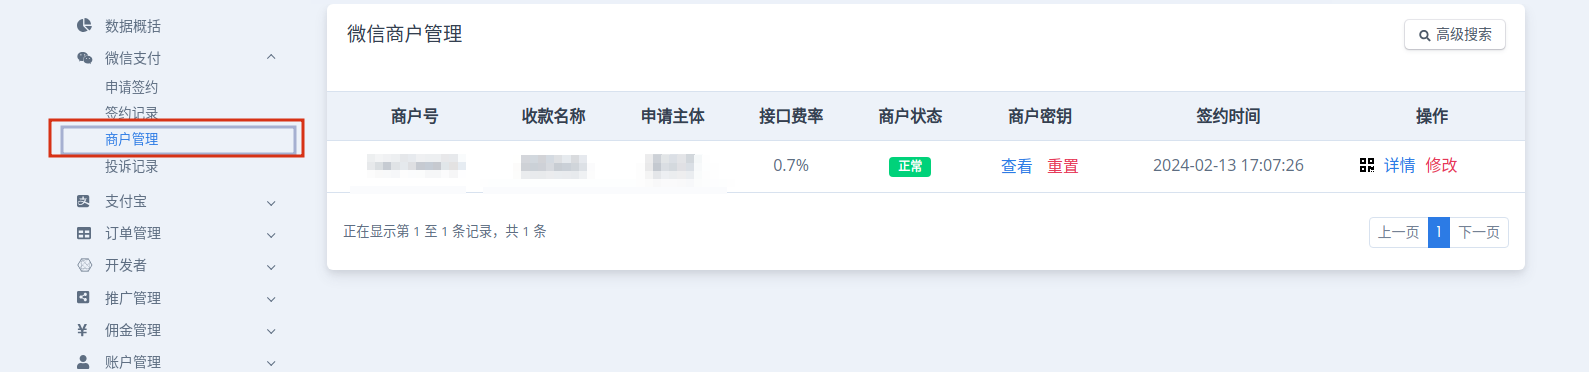 数据概括
微信支付
申请签约
签约记录
商户管理
投诉记录
支付宝
订单管理
开发者
推广管理
佣金管理
账户管理
微信商户管理
高级搜索
商户号 收款名称 申请主体 接口费率 商户状态 商户密钥 签约时间 操作
0.7% 正常 查看 重置 2024-02-13 17:07:26 详情 修改
正在显示第 1 至 1 条记录，共 1 条
上一页 1 下一页